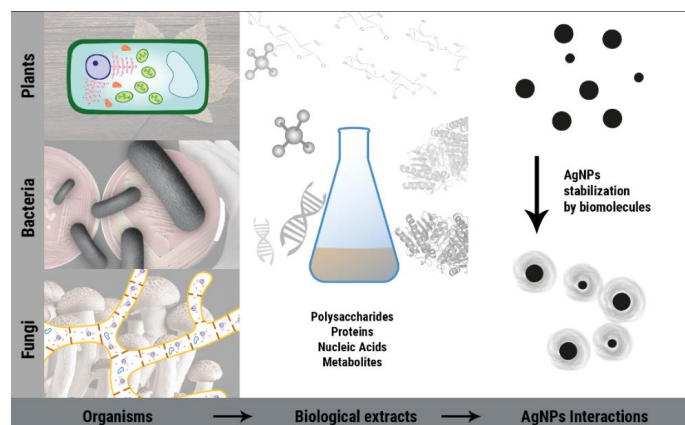 Plants
Bacteria
Fungi
Polysaccharides
Proteins
Nucleic Acids
Metabolites
AgNPs
stabilization
by biomolecules
Organisms
Biological extracts
AgNPs Interactions